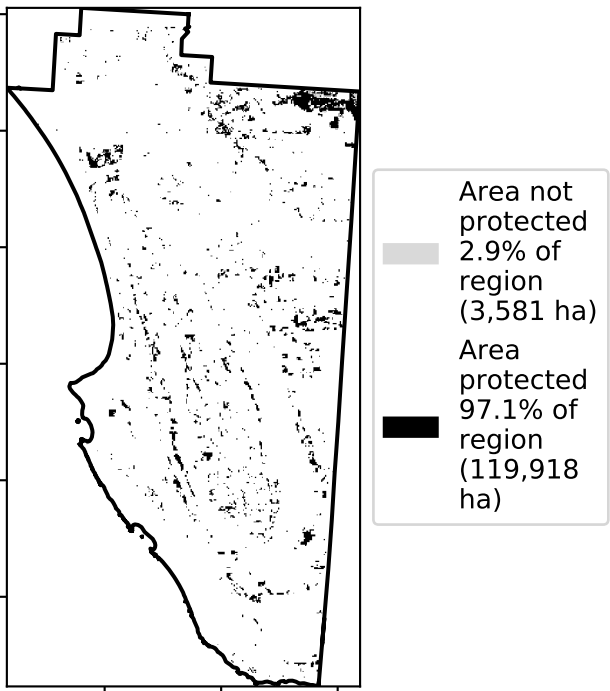 Area not
protected
2.9% of
region
(3,581 ha)
Area
protected
97.1% of
region
(119,918
ha)